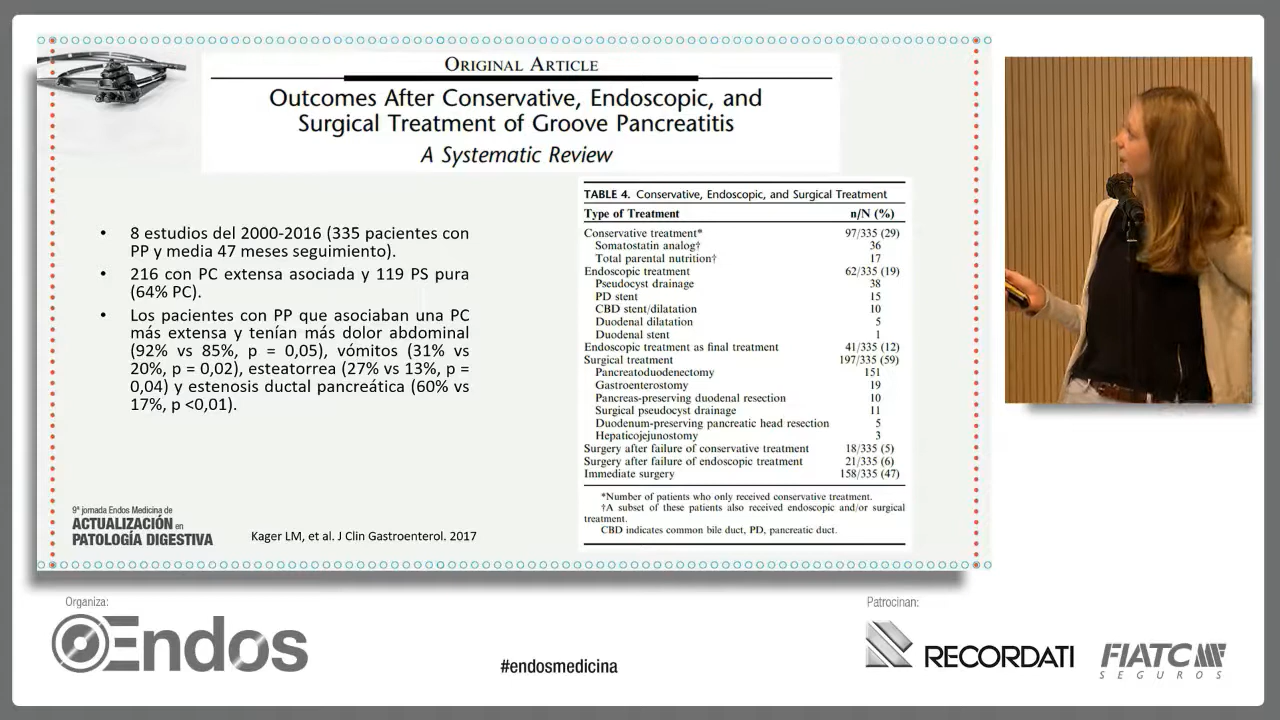 ORIGINAL ARTICLE
Outcomes After Conservative, Endoscopic, and
Surgical Treatment of Groove Pancreatitis
A Systematic Review
• 8 estudios del 2000-2016 (335 pacientes con
PP y media 47 meses seguimiento).
• 216 con PC extensa asociada y 119 PS pura
(64% PC).
• Los pacientes con PP que asociaban una PC
más extensa y tenían más dolor abdominal
(92% vs 85%, p = 0,05), vómitos (31% vs
20%, p = 0,02), esteatorrea (27% vs 13%, p =
0,04) y estenosis ductal pancreática (60% vs
17%, p <0,01).
TABLE 4. Conservative, Endoscopic, and Surgical Treatment
Type of Treatment n/N (%)
Conservative treatment* 97/335 (29)
Somatostatin analog† 36
Total parenteral nutrition† 17
Endoscopic treatment 62/335 (19)
Pseudocyst drainage 38
PD stent 15
CBD stent/dilatation 10
Duodenal dilatation 5
Duodenal stent 1
Endoscopic treatment as final treatment 41/335 (12)
Surgical treatment 197/335 (59)
Pancreatoduodenectomy 151
Gastroenterostomy 19
Pancreas-preserving duodenal resection 10
Surgical pseudocyst drainage 11
Duodenum-preserving pancreatic head resection 5
Hepaticojejunostomy 3
Surgery after failure of conservative treatment 18/335 (5)
Surgery after failure of endoscopic treatment 21/335 (6)
Immediate surgery 158/335 (47)
*Number of patients who only received conservative treatment.
†A subset of these patients also received endoscopic and/or surgical
treatment.
CBD indicates common bile duct, PD, pancreatic duct.
9ª jornada Endos Medicina de
ACTUALIZACIÓN en
PATOLOGÍA DIGESTIVA
Kager LM, et al. J Clin Gastroenterol. 2017
Organiza:
Endos
#endosmedicina
Patrocinan:
RECORDATI
FIATC
SEGUROS